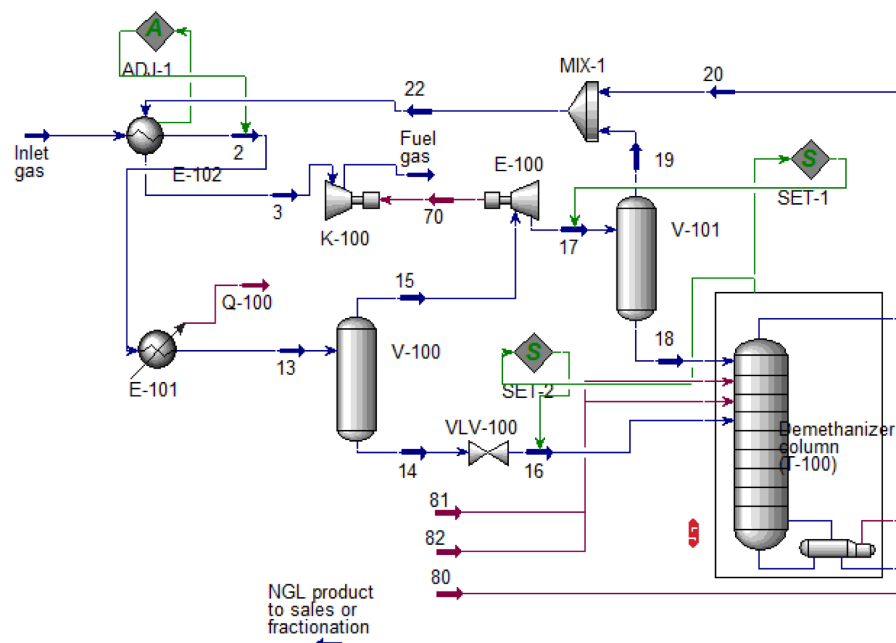 A
ADJ-1
MIX-1
20
22
Inlet
gas
2
E-102
Fuel
gas
E-100
19
S
SET-1
3
K-100
70
17
V-101
15
Q-100
E-101
13
V-100
S
SET-2
18
VLV-100
14
16
Demethanizer
column
(T-100)
81
82
80
NGL product
to sales or
fractionation